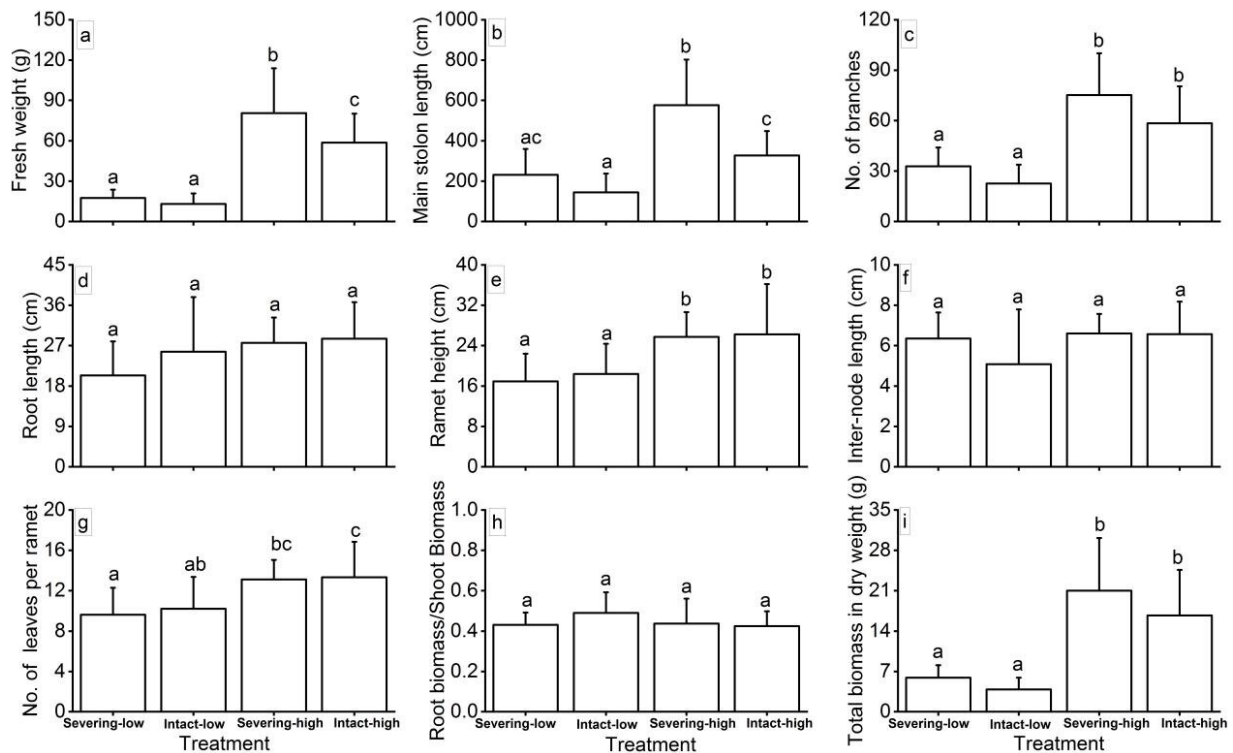 a
Fresh weight (g)
150
120
90
60
30
0
a
a
b
c
b
Main stolon length (cm)
1000
800
600
400
200
0
ac
a
b
c
c
No. of branches
120
90
60
30
0
a
a
b
b
d
Root length (cm)
45
36
27
18
9
0
a
a
a
a
e
Ramet height (cm)
40
32
24
16
8
0
a
a
b
b
f
Inter-node length (cm)
10
8
6
4
2
0
a
a
a
a
g
No. of leaves per ramet
20
16
12
8
4
0
a
ab
bc
c
Severing-low Intact-low Severing-high Intact-high
Treatment
h
Root biomass/Shoot Biomass
1.0
0.8
0.6
0.4
0.2
0.0
a
a
a
a
Severing-low Intact-low Severing-high Intact-high
Treatment
i
Total biomass in dry weight (g)
35
28
21
14
7
0
a
a
b
b
Severing-low Intact-low Severing-high Intact-high
Treatment